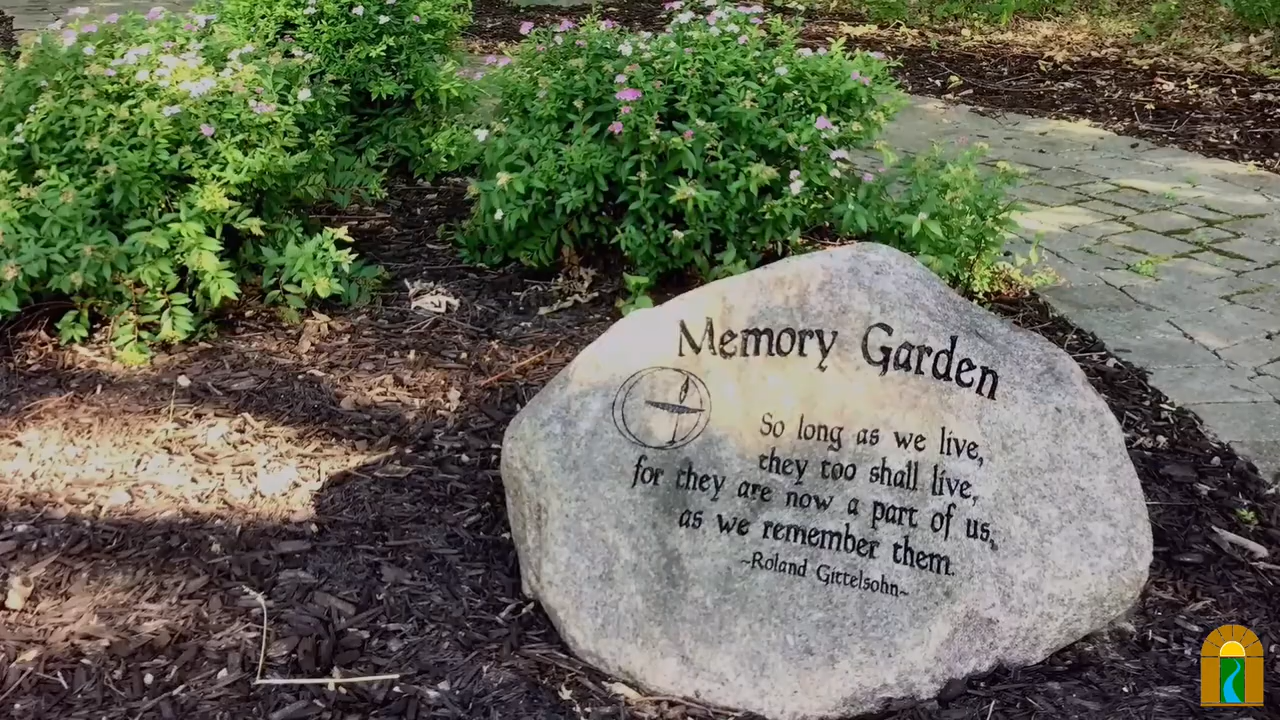 Memory Garden
So long as we live,
they too shall live,
for they are now a part of us,
as we remember them.
~Roland Gittelsohn~